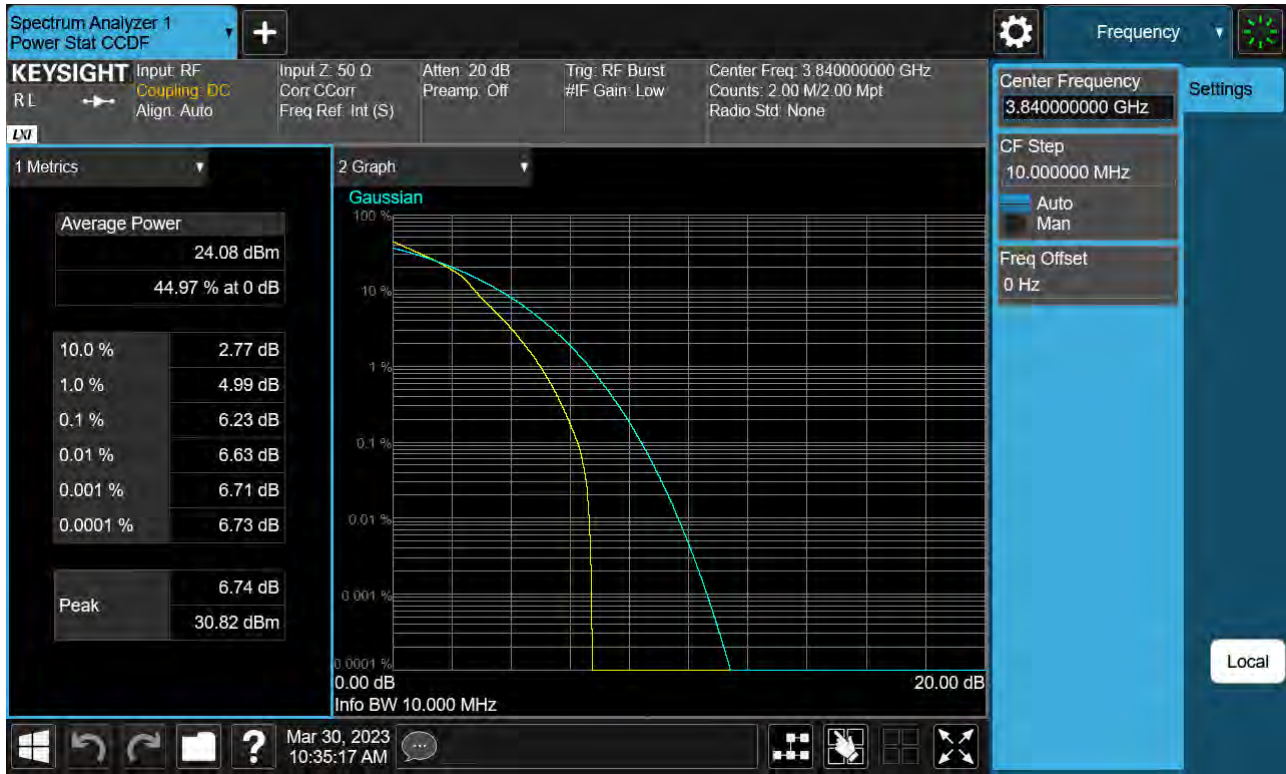 Spectrum Analyzer 1
Power Stat CCDF
Frequency
KEYSIGHT
RL
LXI
Input: RF
Coupling: DC
Align: Auto
Input Z: 50 Ω
Corr CCorr
Freq Ref: Int (S)
Atten: 20 dB
Preamp: Off
Trig: RF Burst
#IF Gain: Low
Center Freq: 3.840000000 GHz
Counts: 2.00 M/2.00 Mpt
Radio Std: None
1 Metrics
Average Power
24.08 dBm
44.97 % at 0 dB
10.0 % 2.77 dB
1.0 % 4.99 dB
0.1 % 6.23 dB
0.01 % 6.63 dB
0.001 % 6.71 dB
0.0001 % 6.73 dB
Peak
6.74 dB
30.82 dBm
2 Graph
Gaussian
100 %
10 %
1 %
0.1 %
0.01 %
0.001 %
0.0001 %
0.00 dB 20.00 dB
Info BW 10.000 MHz
Center Frequency
3.840000000 GHz
CF Step
10.000000 MHz
Auto
Man
Freq Offset
0 Hz
Settings
Local
?
Mar 30, 2023
10:35:17 AM